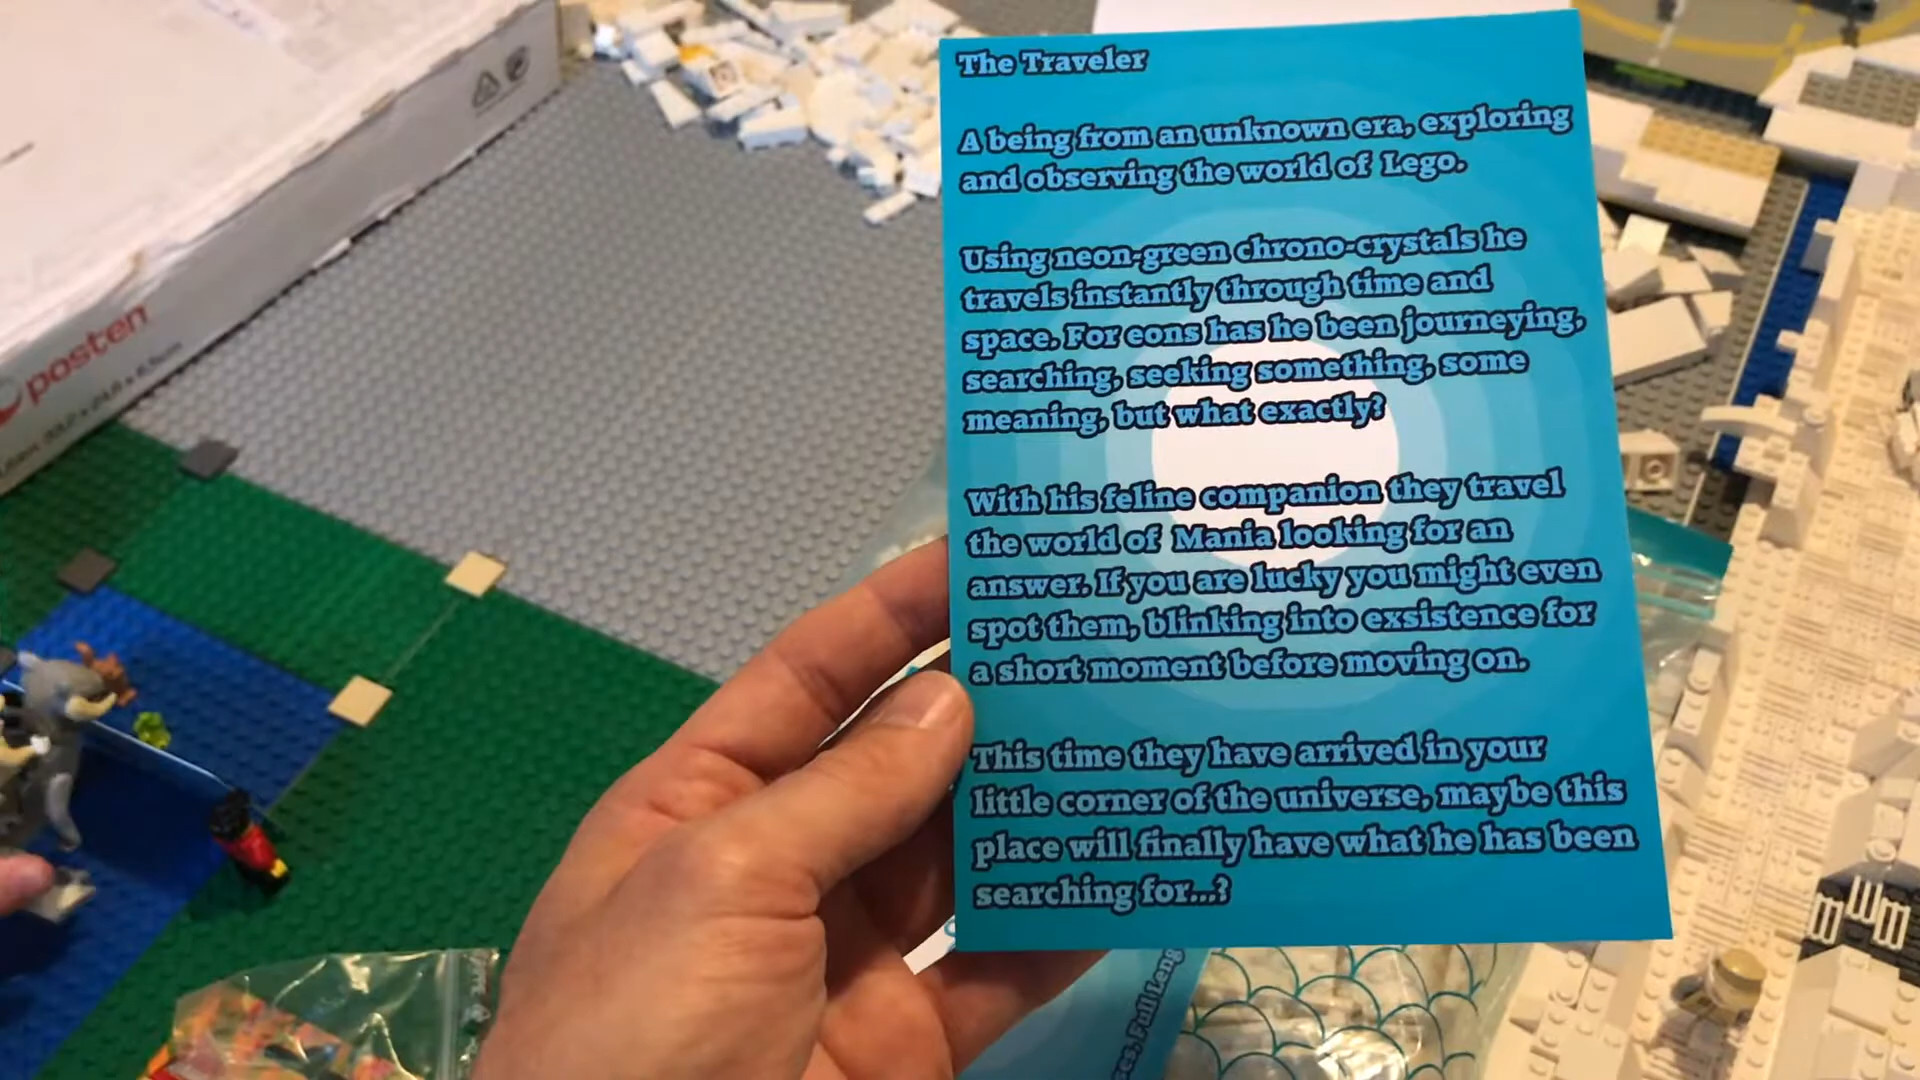 The Traveler
A being from an unknown era, exploring
and observing the world of Lego.
Using neon-green chrono-crystals he
travels instantly through time and
space. For eons has he been journeying,
searching, seeking something, some
meaning, but what exactly?
With his feline companion they travel
the world of Mania looking for an
answer. If you are lucky you might even
spot them, blinking into exsistence for
a short moment before moving on.
This time they have arrived in your
little corner of the universe, maybe this
place will finally have what he has been
searching for...?
posten
Full Leng